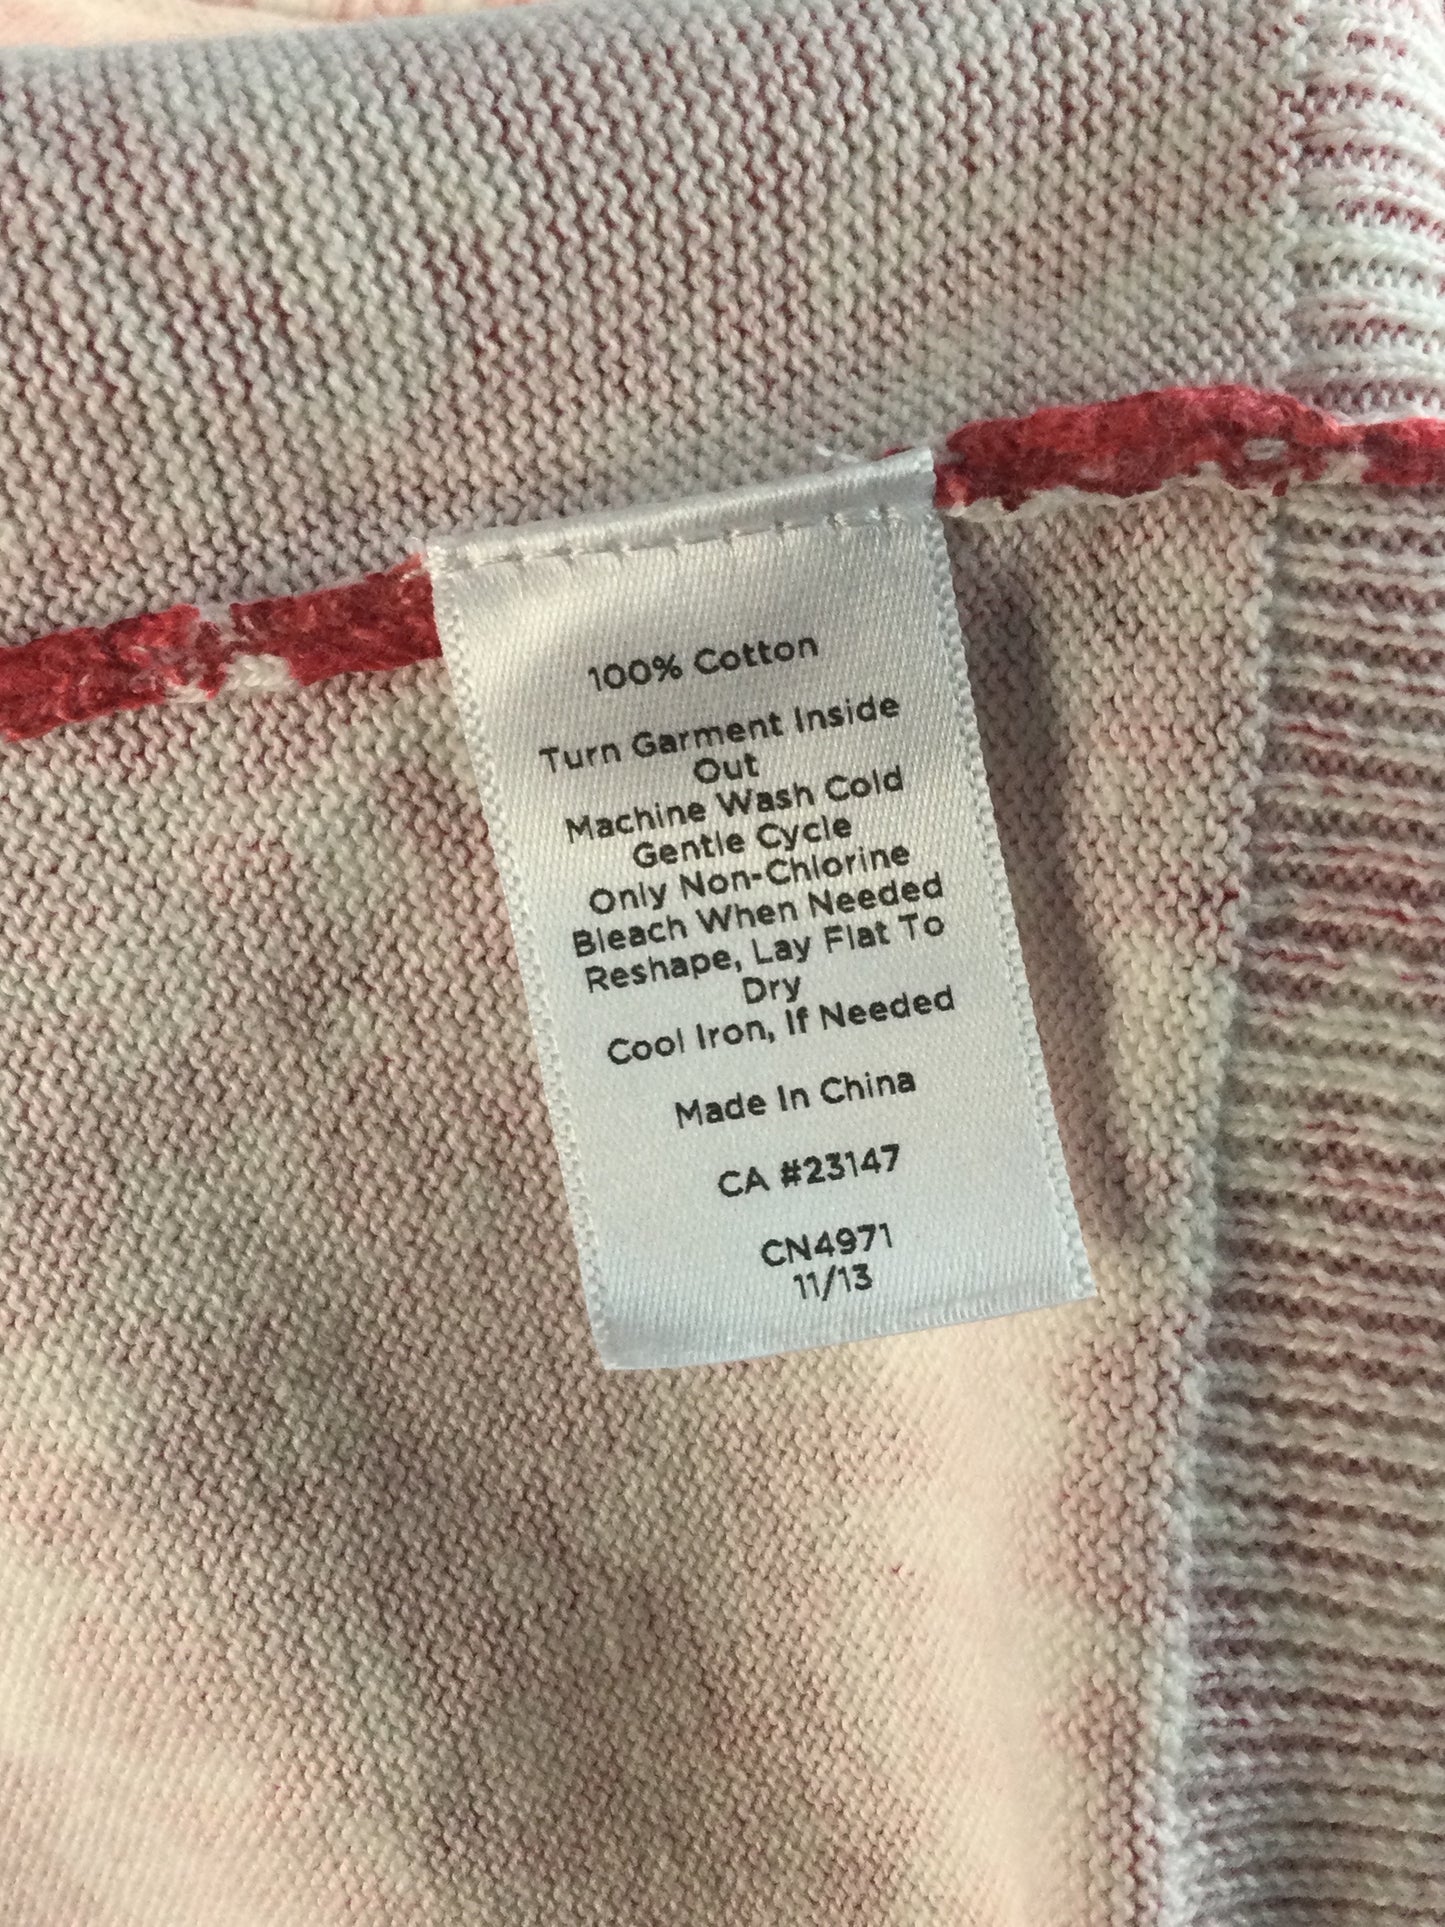 100% Cotton
Turn Garment Inside
Out
Machine Wash Cold
Gentle Cycle
Only Non-Chlorine
Bleach When Needed
Reshape, Lay Flat To
Dry
Cool Iron, If Needed
Made In China
CA #23147
CN4971
11/13